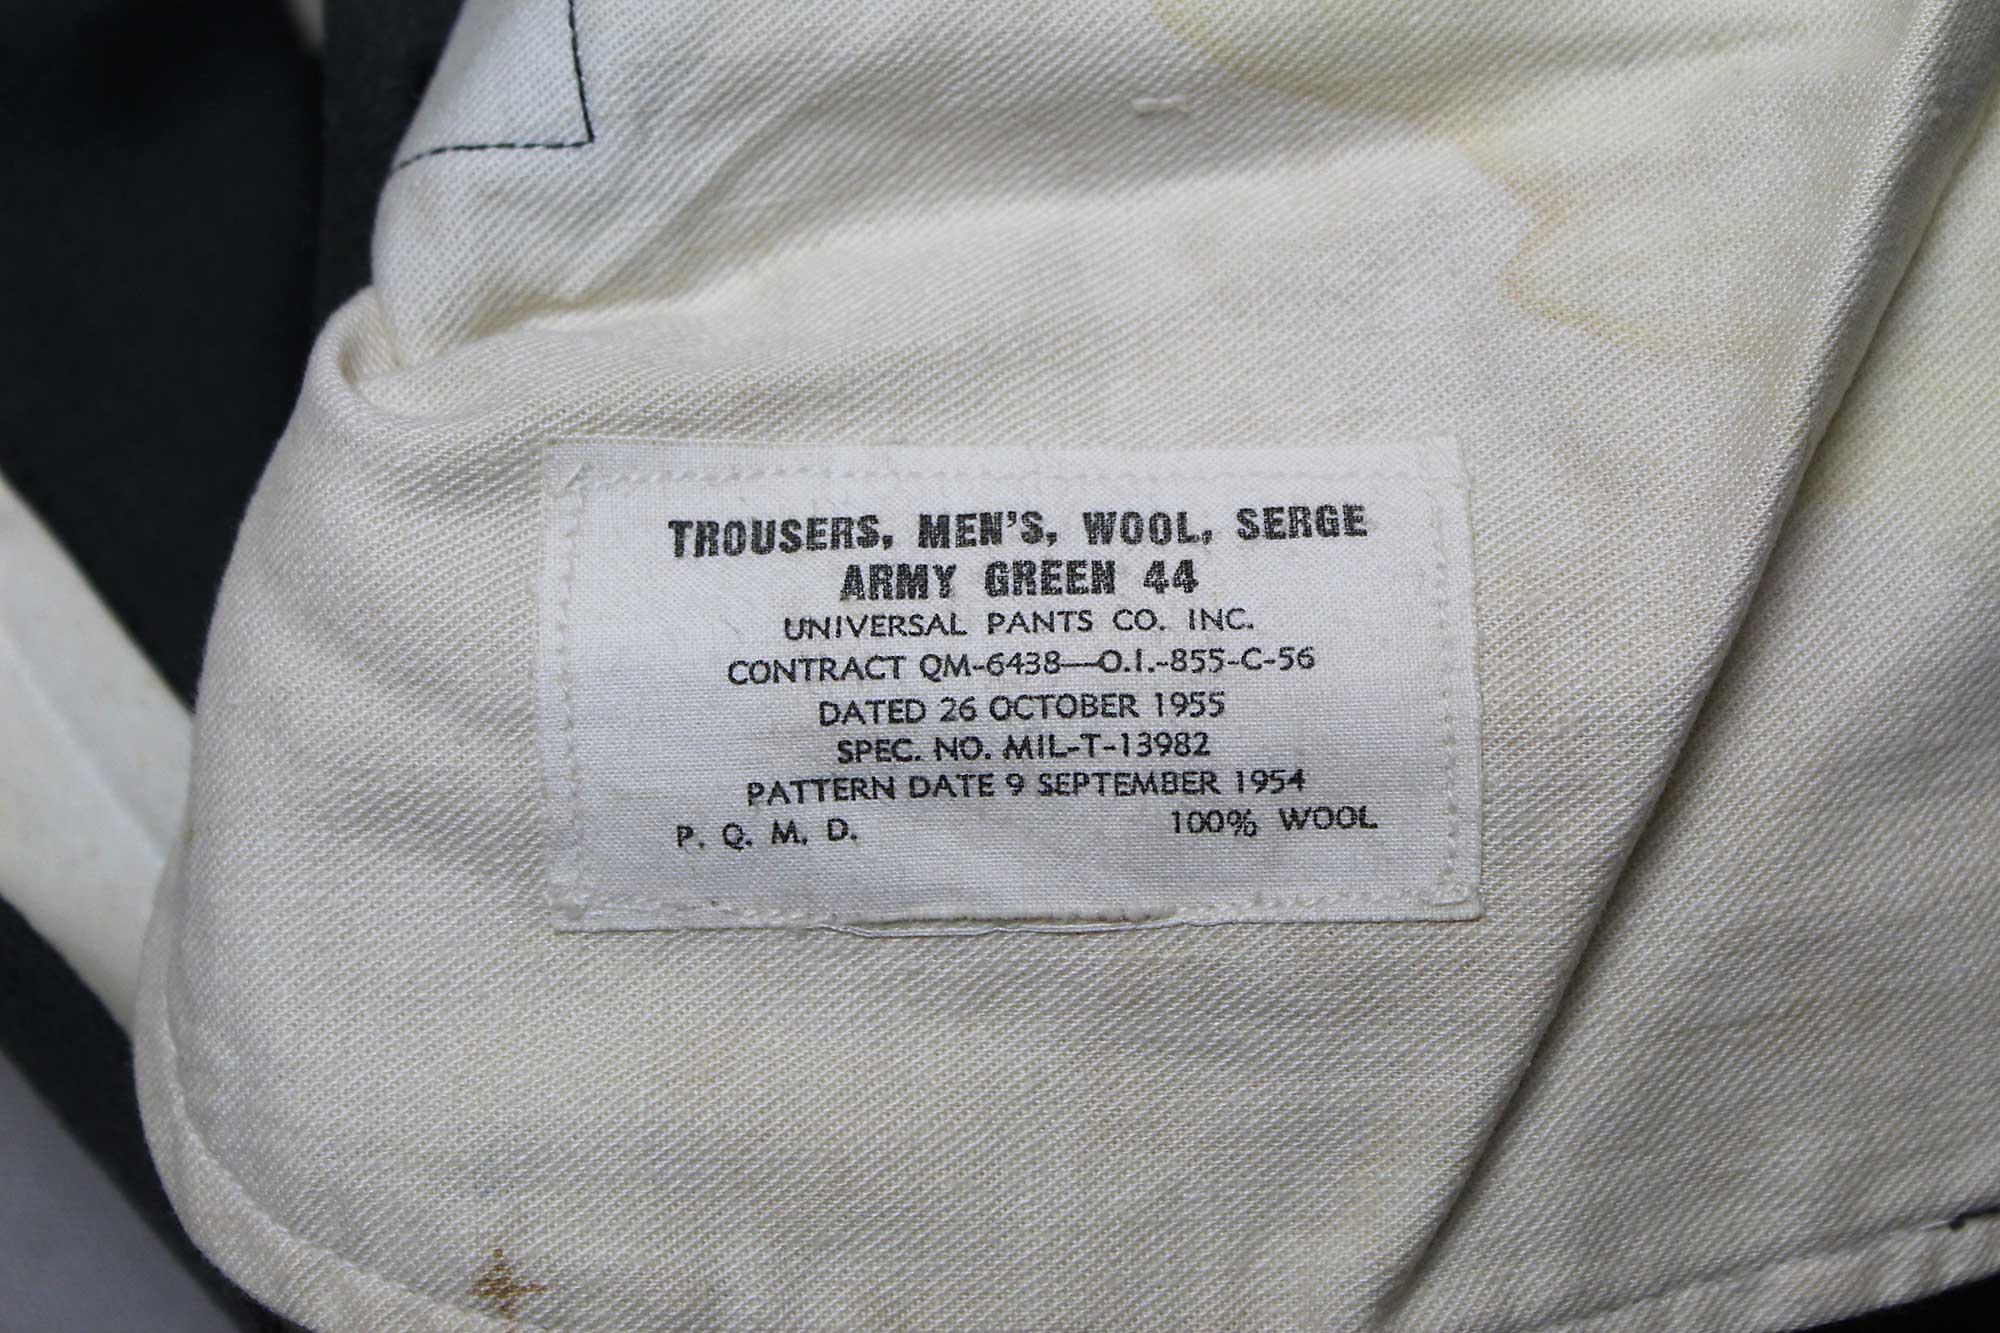 TROUSERS, MEN'S, WOOL, SERGE
ARMY GREEN 44
UNIVERSAL PANTS CO. INC.
CONTRACT QM-6438—O.I.-855-C-56
DATED 26 OCTOBER 1955
SPEC. NO. MIL-T-13982
PATTERN DATE 9 SEPTEMBER 1954
P. Q. M. D. 100% WOOL